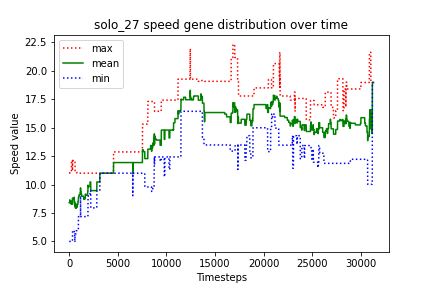 solo_27 speed gene distribution over time
max
mean
min
Speed value
22.5
20.0
17.5
15.0
12.5
10.0
7.5
5.0
0 5000 10000 15000 20000 25000 30000
Timesteps